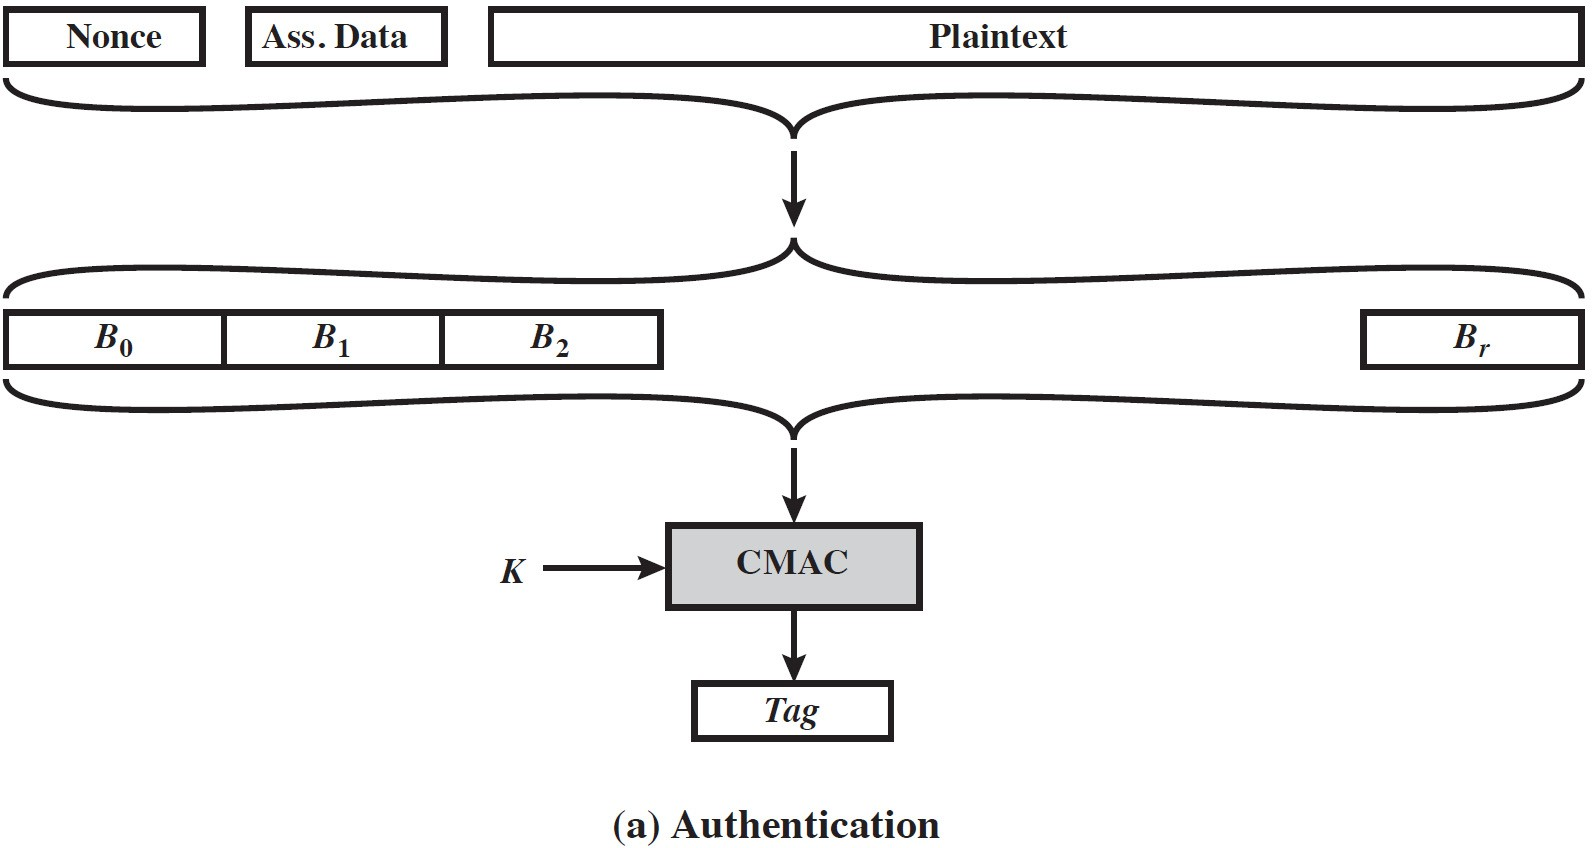 Nonce Ass. Data Plaintext
B0 B1 B2 Br
K CMAC
Tag
(a) Authentication